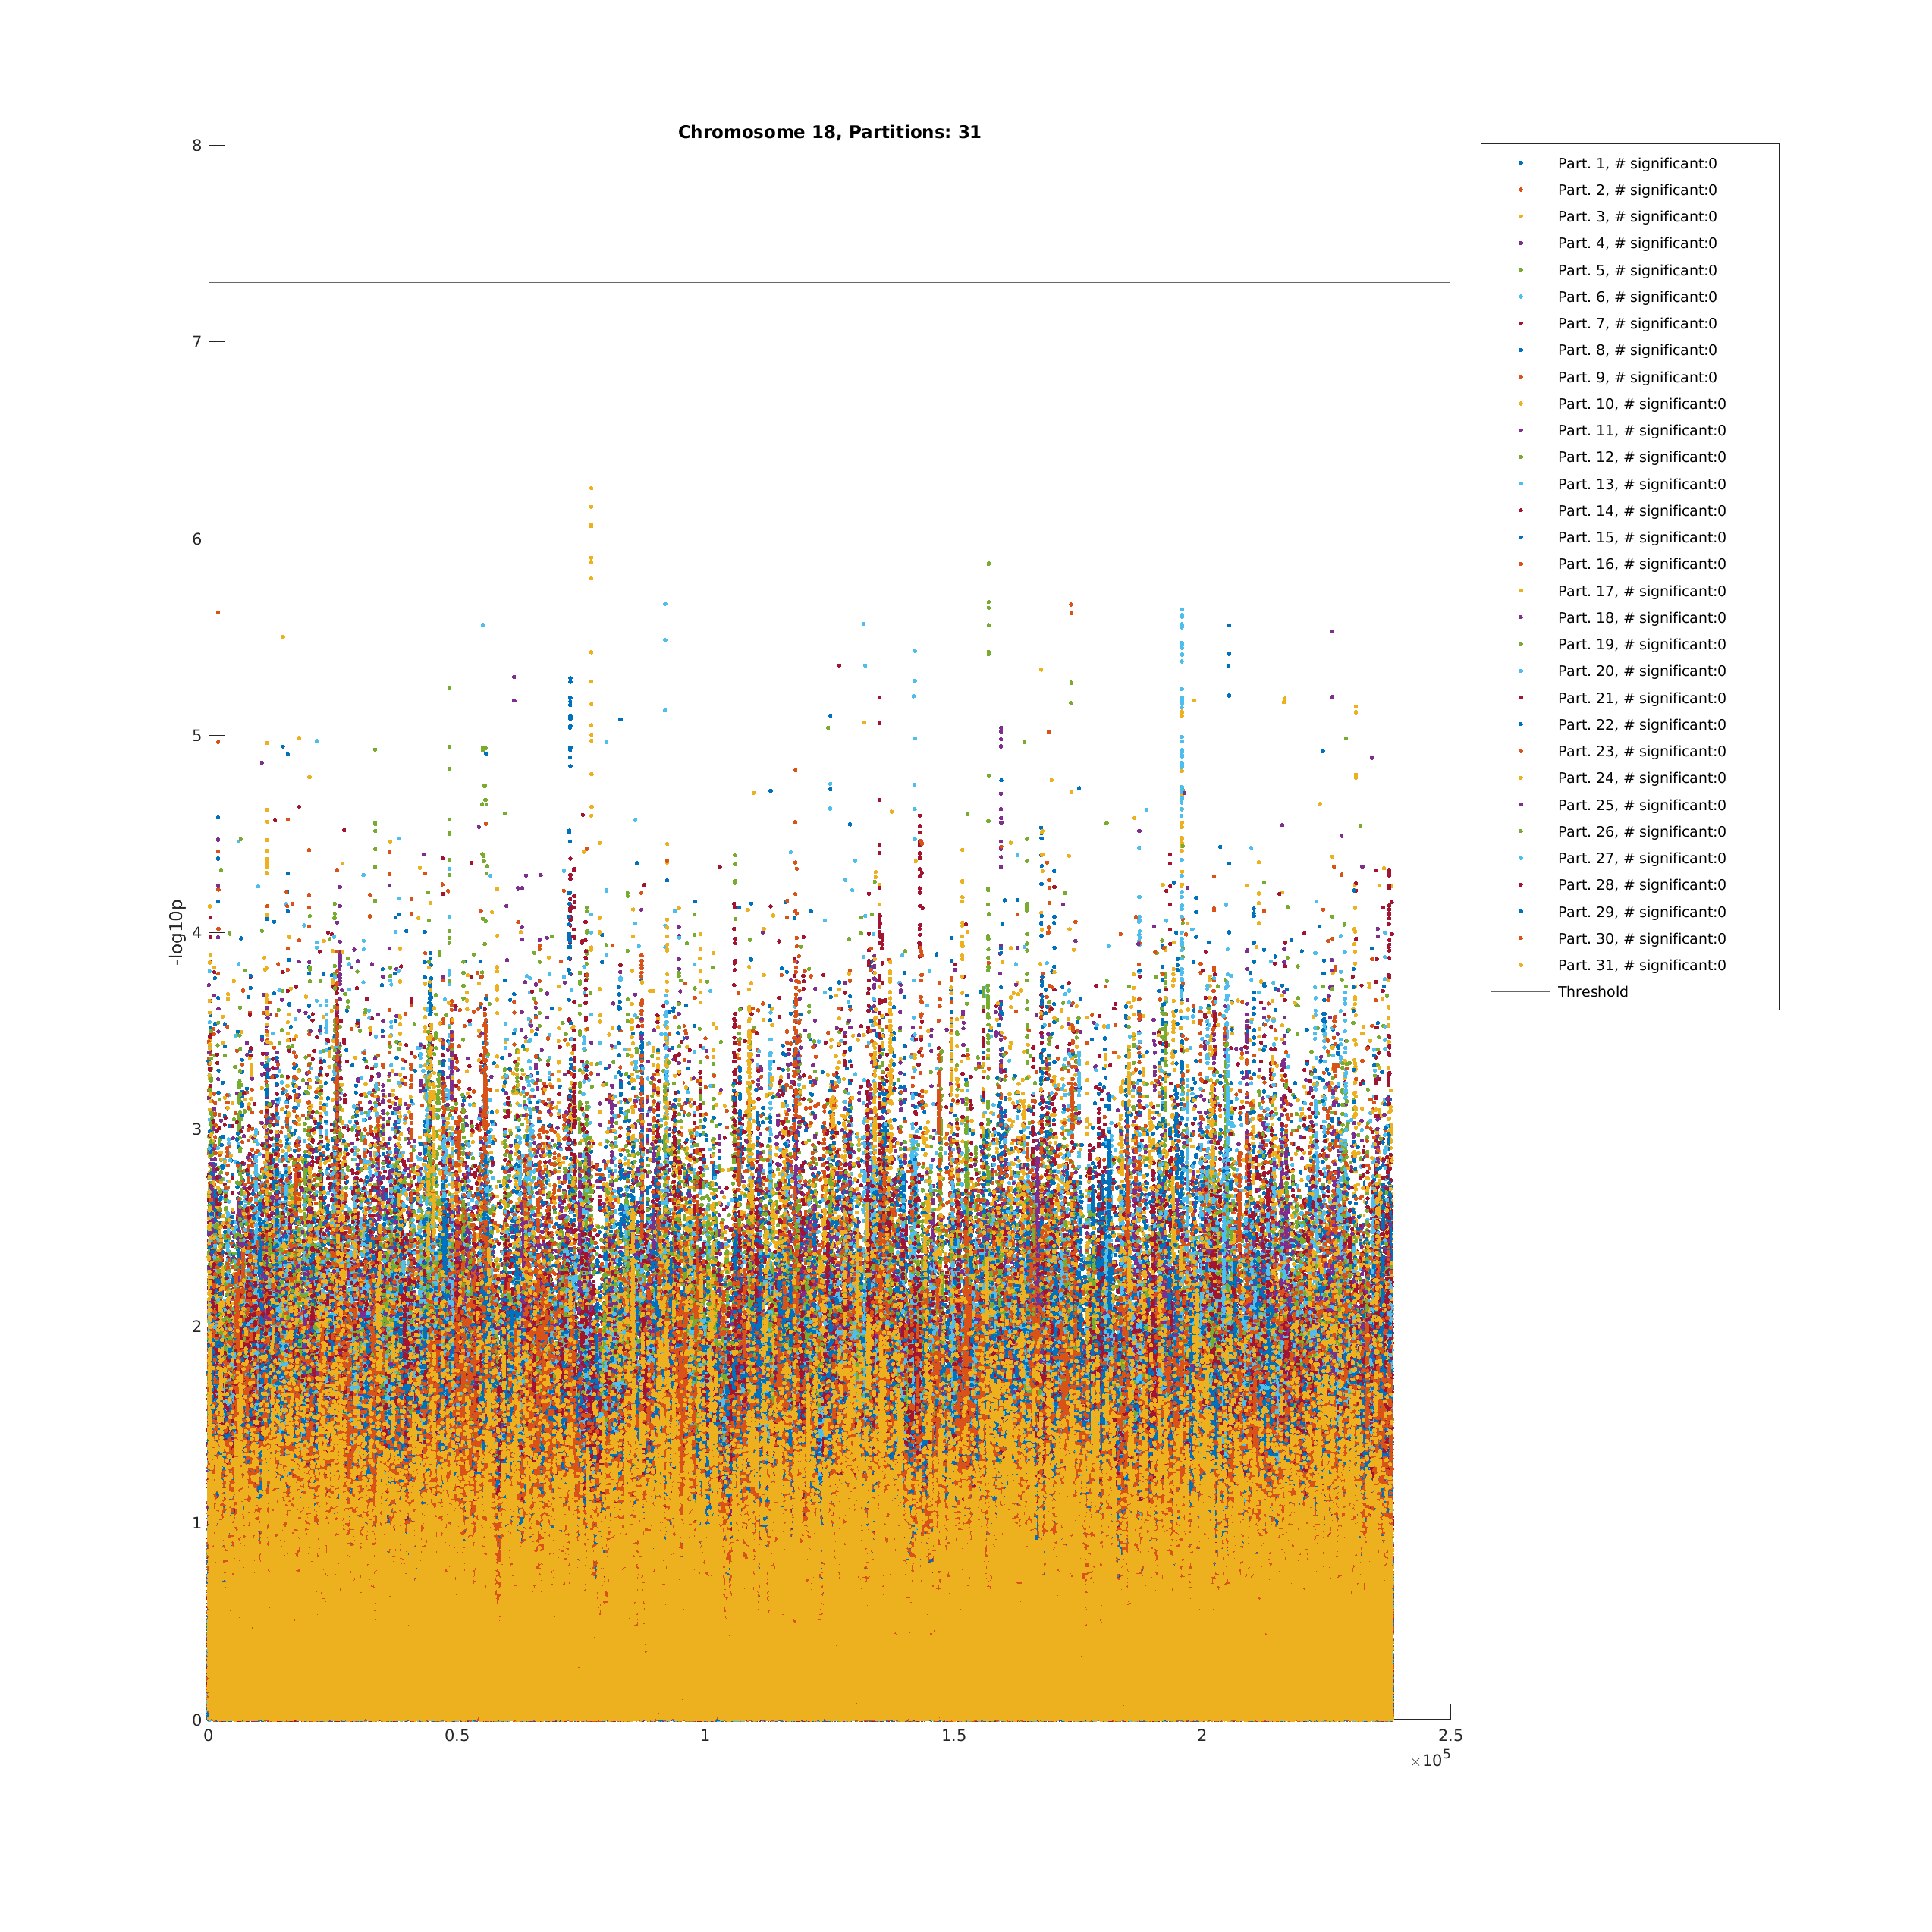 Chromosome 18, Partitions: 31
8
7
6
5
4
3
2
1
0
-log10p
0 0.5 1 1.5 2 2.5
×10^5
Part. 1, # significant:0
Part. 2, # significant:0
Part. 3, # significant:0
Part. 4, # significant:0
Part. 5, # significant:0
Part. 6, # significant:0
Part. 7, # significant:0
Part. 8, # significant:0
Part. 9, # significant:0
Part. 10, # significant:0
Part. 11, # significant:0
Part. 12, # significant:0
Part. 13, # significant:0
Part. 14, # significant:0
Part. 15, # significant:0
Part. 16, # significant:0
Part. 17, # significant:0
Part. 18, # significant:0
Part. 19, # significant:0
Part. 20, # significant:0
Part. 21, # significant:0
Part. 22, # significant:0
Part. 23, # significant:0
Part. 24, # significant:0
Part. 25, # significant:0
Part. 26, # significant:0
Part. 27, # significant:0
Part. 28, # significant:0
Part. 29, # significant:0
Part. 30, # significant:0
Part. 31, # significant:0
Threshold